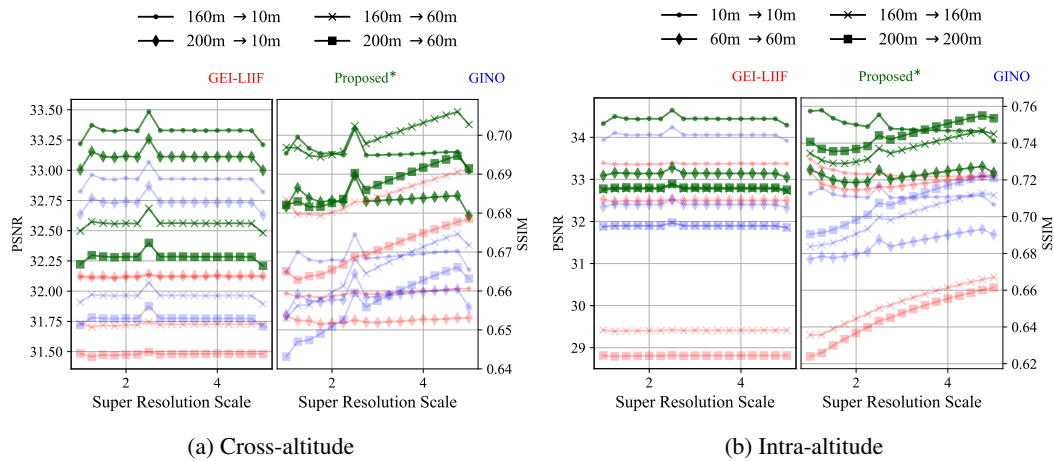 160m → 10m 160m → 60m
200m → 10m 200m → 60m
GEI-LIIF Proposed* GINO
33.50
33.25
33.00
32.75
32.50
32.25
32.00
31.75
31.50
PSNR
0.70
0.69
0.68
0.67
0.66
0.65
0.64
SSIM
2 4 2 4
Super Resolution Scale Super Resolution Scale
(a) Cross-altitude
10m → 10m 160m → 160m
60m → 60m 200m → 200m
GEI-LIIF Proposed* GINO
34
33
32
31
30
29
PSNR
0.76
0.74
0.72
0.70
0.68
0.66
0.64
0.62
SSIM
2 4 2 4
Super Resolution Scale Super Resolution Scale
(b) Intra-altitude